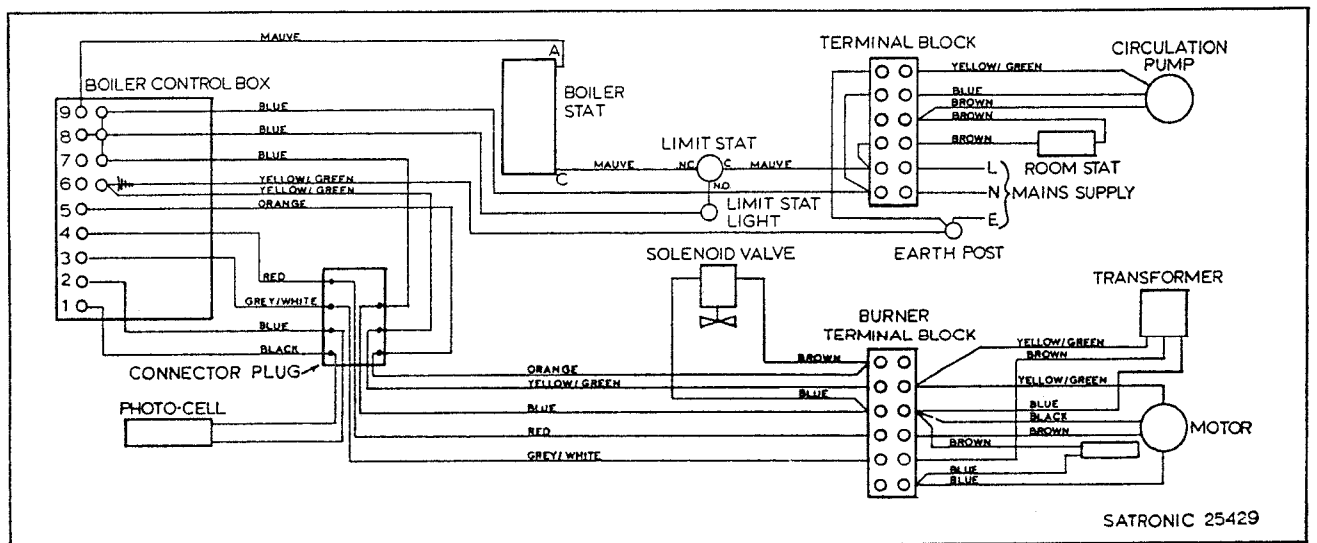 MAUVE
A
TERMINAL BLOCK
CIRCULATION
PUMP
YELLOW/ GREEN
BOILER CONTROL BOX
BOILER
STAT
BLUE
BROWN
BROWN
9
BLUE
8
BLUE
LIMIT STAT
BROWN
ROOM STAT
7
BLUE
MAUVE
N.C.
C
MAUVE
L
C
6
YELLOW/ GREEN
YELLOW/ GREEN
N.O.
N
MAINS SUPPLY
5
ORANGE
LIMIT STAT
LIGHT
E
4
EARTH POST
3
SOLENOID VALVE
2
RED
TRANSFORMER
1
GREY/WHITE
BURNER
TERMINAL BLOCK
BLUE
YELLOW/GREEN
BLACK
BROWN
BROWN
CONNECTOR PLUG
ORANGE
YELLOW/ GREEN
YELLOW/GREEN
BLUE
PHOTO-CELL
BLUE
BLUE
BLACK
RED
BROWN
MOTOR
BROWN
GREY/ WHITE
BLUE
BLUE
SATRONIC 25429